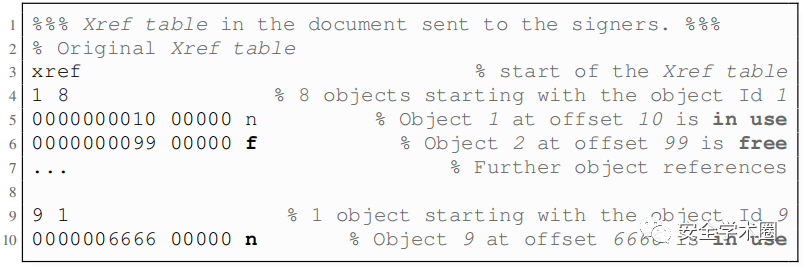 1 %%% Xref table in the document sent to the signers. %%%
2 % Original Xref table
3 xref % start of the Xref table
4 1 8 % 8 objects starting with the object Id 1
5 0000000010 00000 n % Object 1 at offset 10 is in use
6 0000000099 00000 f % Object 2 at offset 99 is free
7 ... % Further object references
8
9 9 1 % 1 object starting with the object Id 9
10 0000006666 00000 n % Object 9 at offset 6666 is in use
安全学术圈